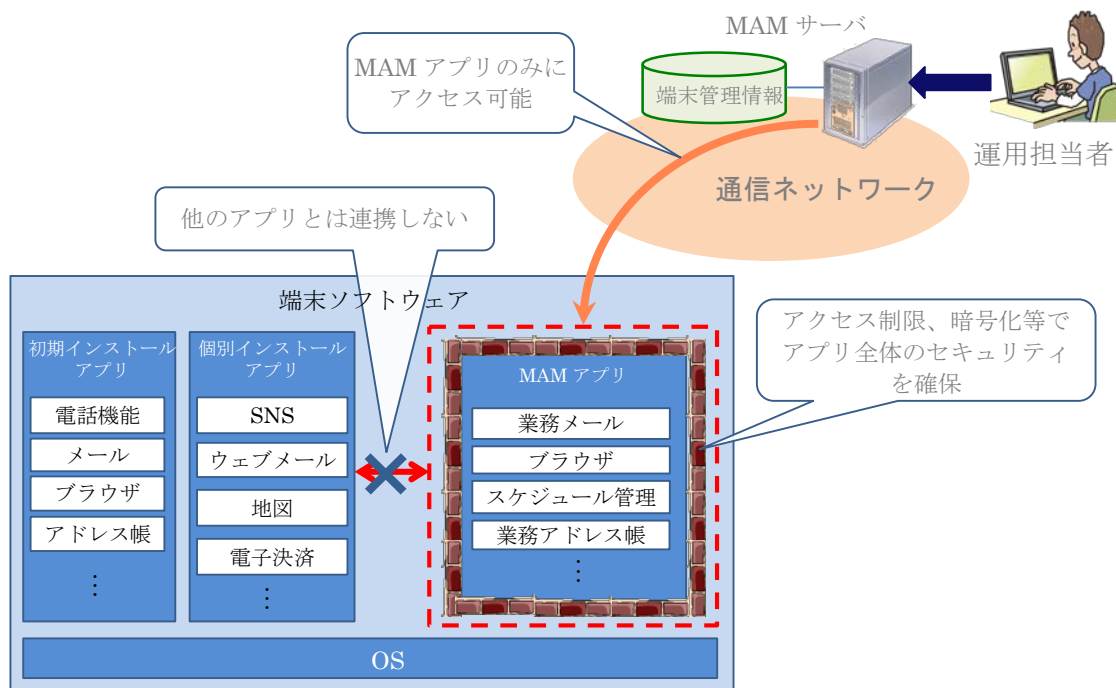 MAM サーバ
MAM アプリのみに
アクセス可能
端末管理情報
運用担当者
通信ネットワーク
他のアプリとは連携しない
端末ソフトウェア
アクセス制限、暗号化等で
アプリ全体のセキュリティ
を確保
初期インストール
アプリ
電話機能
メール
ブラウザ
アドレス帳
⋮
個別インストール
アプリ
SNS
ウェブメール
地図
電子決済
⋮
MAM アプリ
業務メール
ブラウザ
スケジュール管理
業務アドレス帳
⋮
OS